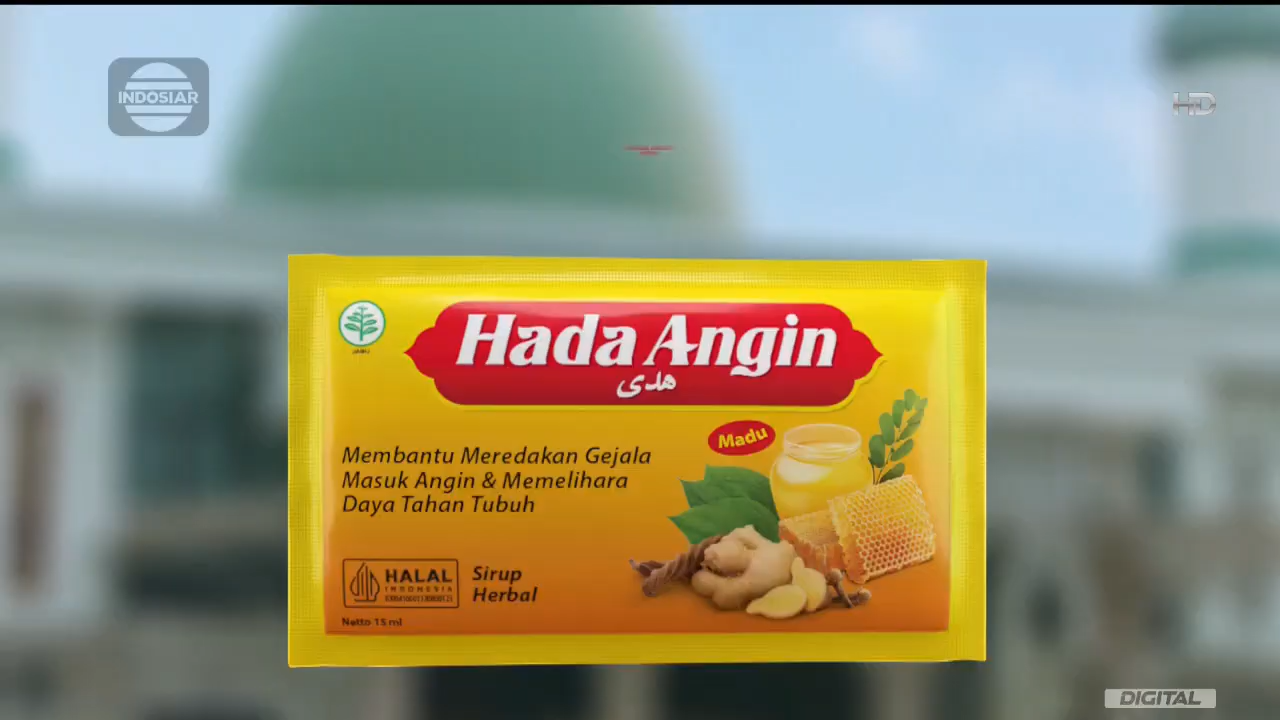 INDOSIAR
HD
Hada Angin
هدى
Madu
Membantu Meredakan Gejala
Masuk Angin & Memelihara
Daya Tahan Tubuh
HALAL
INDONESIA
Sirup
Herbal
Netto 15 ml
DIGITAL